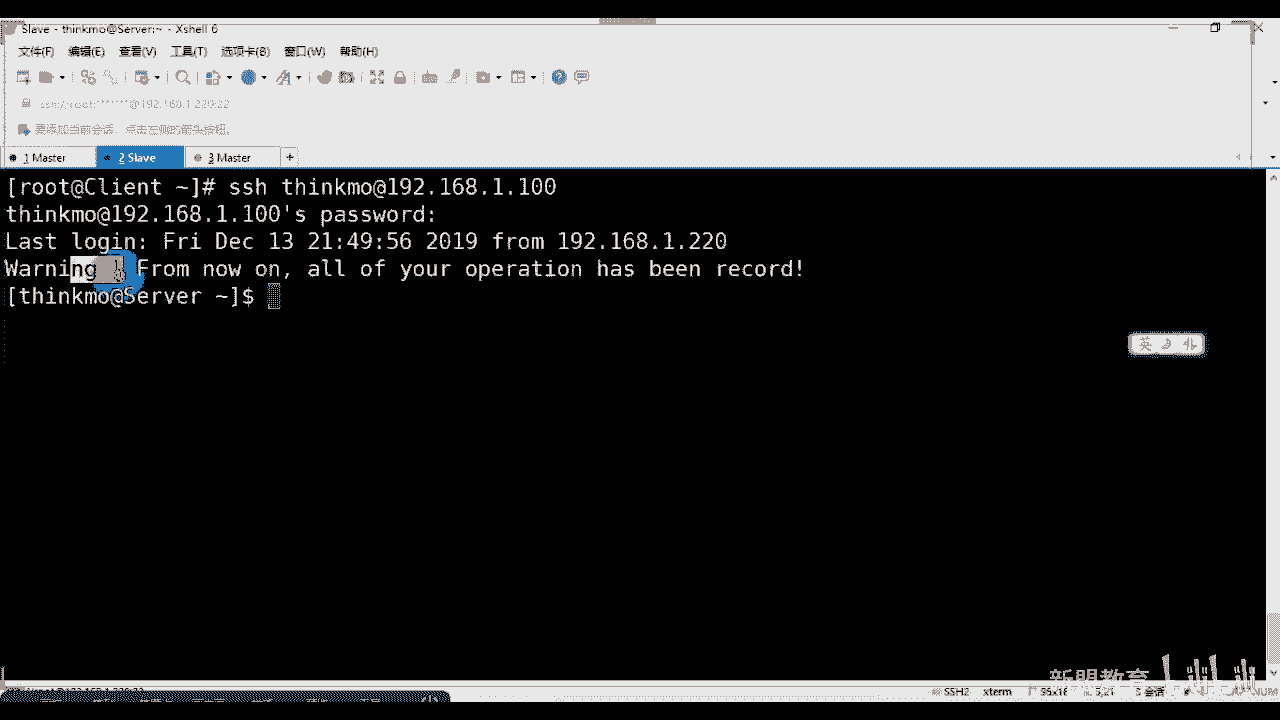 Slave - thinkmo@Server:~ - Xshell 6
文件(F) 编辑(E) 查看(V) 工具(T) 选项卡(B) 窗口(W) 帮助(H)
ssh://root:*******@192.168.1.220:22
要添加当前会话，点击左侧的箭头按钮。
1 Master 2 Slave 3 Master +
[root@Client ~]# ssh thinkmo@192.168.1.100
thinkmo@192.168.1.100's password:
Last login: Fri Dec 13 21:49:56 2019 from 192.168.1.220
Warning ! From now on, all of your operation has been record!
[thinkmo@Server ~]$
英
新盟教育
SSH2 xterm 96x16 5,21 3 会话 NUM